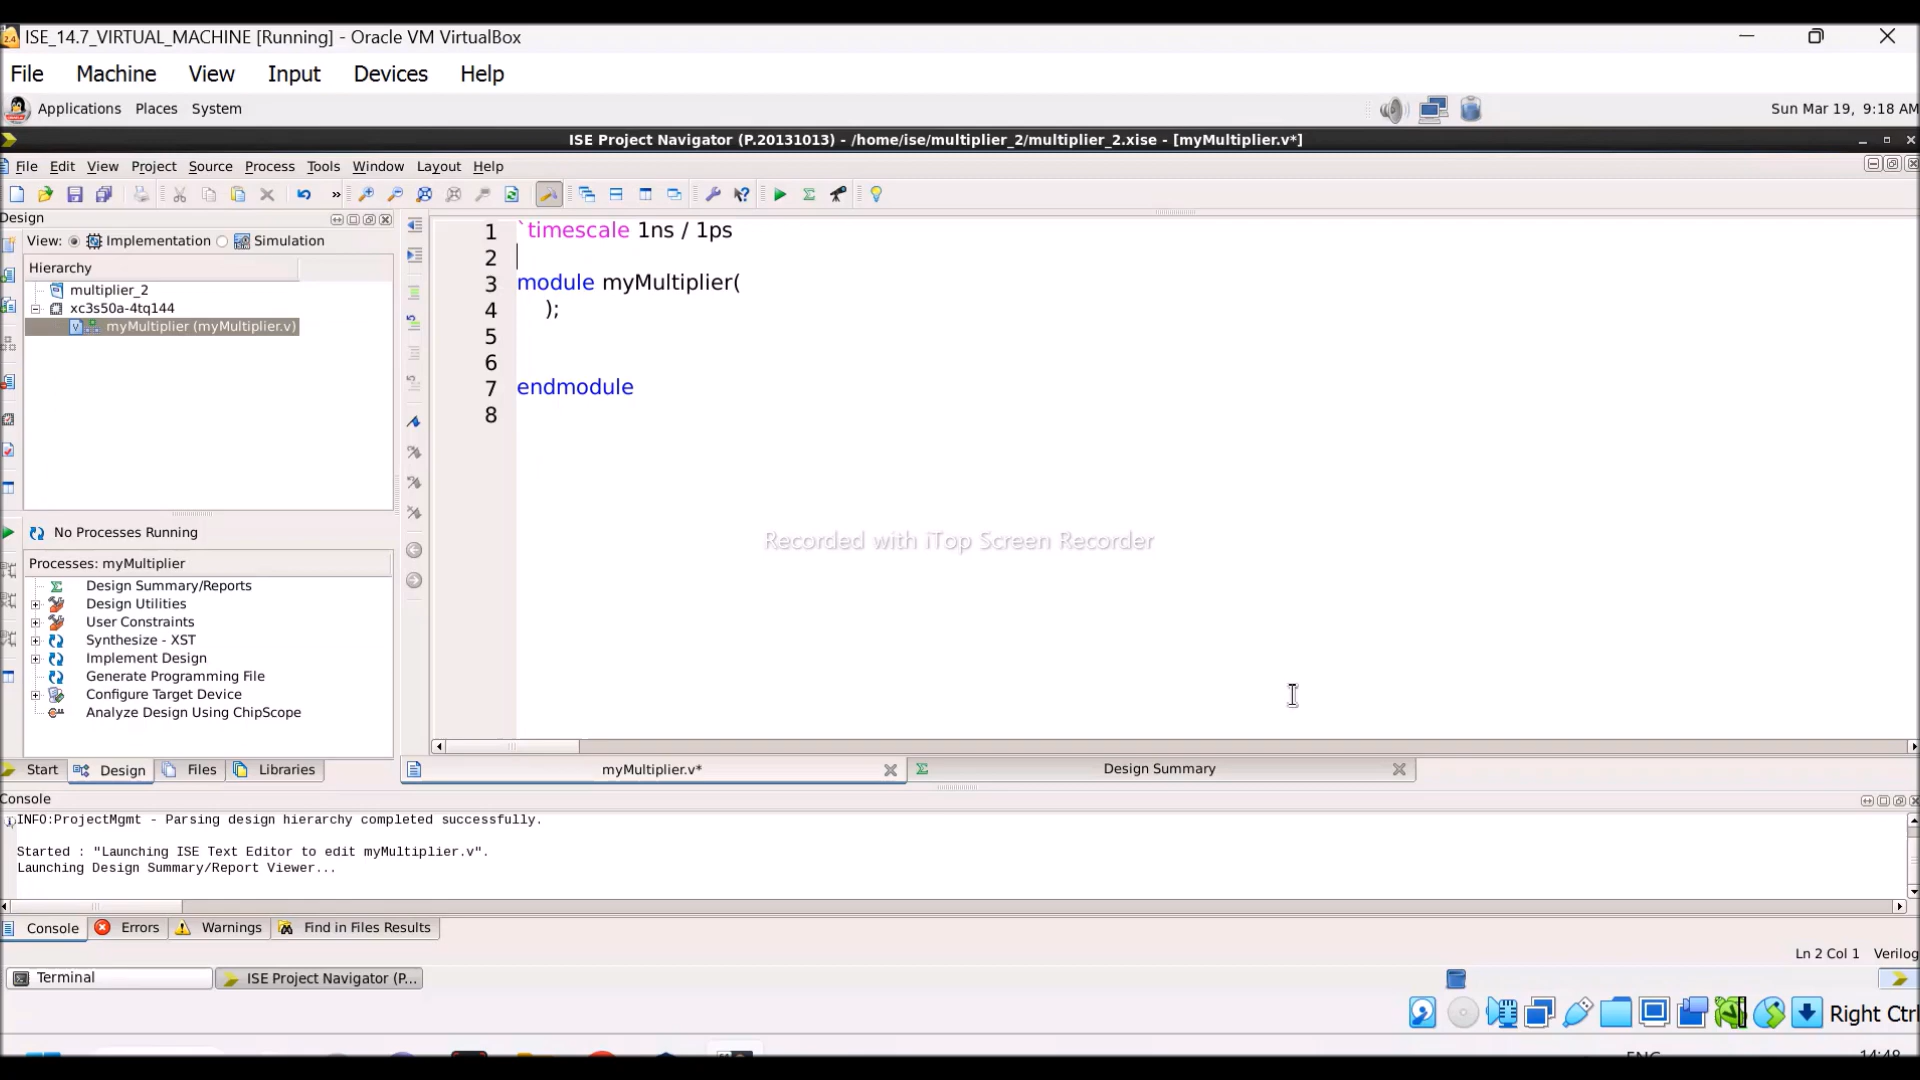 ISE_14.7_VIRTUAL_MACHINE [Running] - Oracle VM VirtualBox
File Machine View Input Devices Help
Applications Places System
Sun Mar 19, 9:18 AM
ISE Project Navigator (P.20131013) - /home/ise/multiplier_2/multiplier_2.xise - [myMultiplier.v*]
File Edit View Project Source Process Tools Window Layout Help
Design
View: Implementation Simulation
Hierarchy
multiplier_2
xc3s50a-4tq144
myMultiplier (myMultiplier.v)
No Processes Running
Processes: myMultiplier
Design Summary/Reports
Design Utilities
User Constraints
Synthesize - XST
Implement Design
Generate Programming File
Configure Target Device
Analyze Design Using ChipScope
Start Design Files Libraries
1 `timescale 1ns / 1ps
2
3 module myMultiplier(
4 );
5
6
7 endmodule
8
Recorded with iTop Screen Recorder
myMultiplier.v* Design Summary
Console
INFO:ProjectMgmt - Parsing design hierarchy completed successfully.
Started : "Launching ISE Text Editor to edit myMultiplier.v".
Launching Design Summary/Report Viewer...
Console Errors Warnings Find in Files Results
Ln 2 Col 1 Verilog
Terminal ISE Project Navigator (P...
Right Ctrl